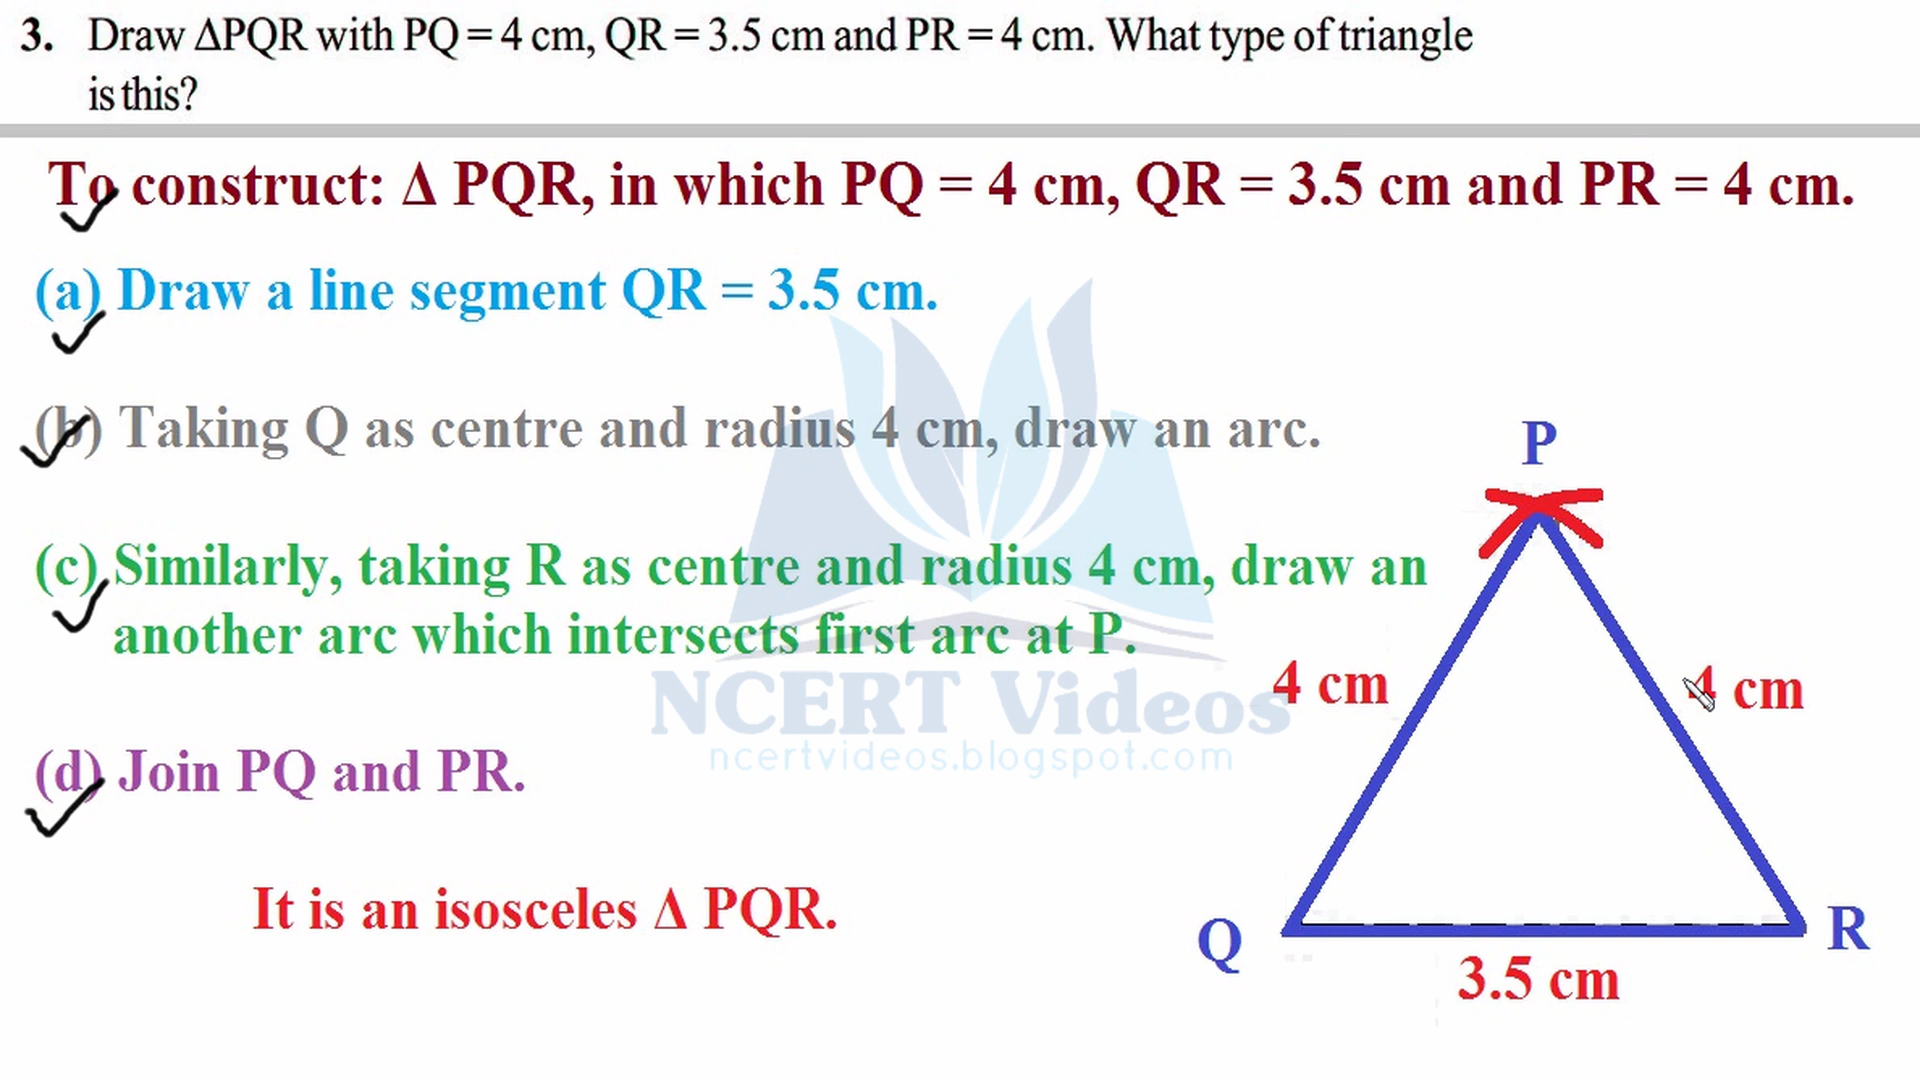 3. Draw ΔPQR with PQ = 4 cm, QR = 3.5 cm and PR = 4 cm. What type of triangle
is this?
To construct: Δ PQR, in which PQ = 4 cm, QR = 3.5 cm and PR = 4 cm.
(a) Draw a line segment QR = 3.5 cm.
(b) Taking Q as centre and radius 4 cm, draw an arc.
(c) Similarly, taking R as centre and radius 4 cm, draw an
another arc which intersects first arc at P.
(d) Join PQ and PR.
It is an isosceles Δ PQR.
P
4 cm
4 cm
Q
R
3.5 cm
NCERT Videos
ncertvideos.blogspot.com